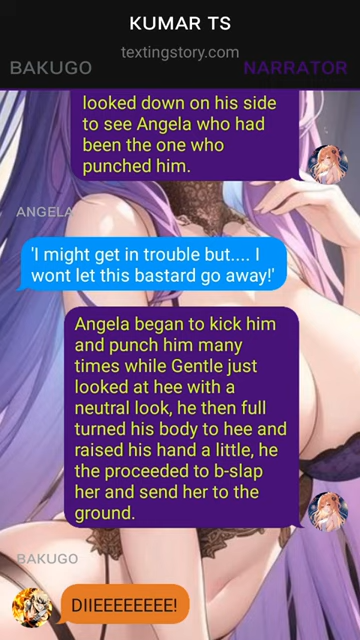 KUMAR TS
textingstory.com
BAKUGO
NARRATOR
looked down on his side
to see Angela who had
been the one who
punched him.
ANGELA
'I might get in trouble but.... I
wont let this bastard go away!'
Angela began to kick him
and punch him many
times while Gentle just
looked at hee with a
neutral look, he then full
turned his body to hee and
raised his hand a little, he
the proceeded to b-slap
her and send her to the
ground.
BAKUGO
DIIEEEEEEEE!